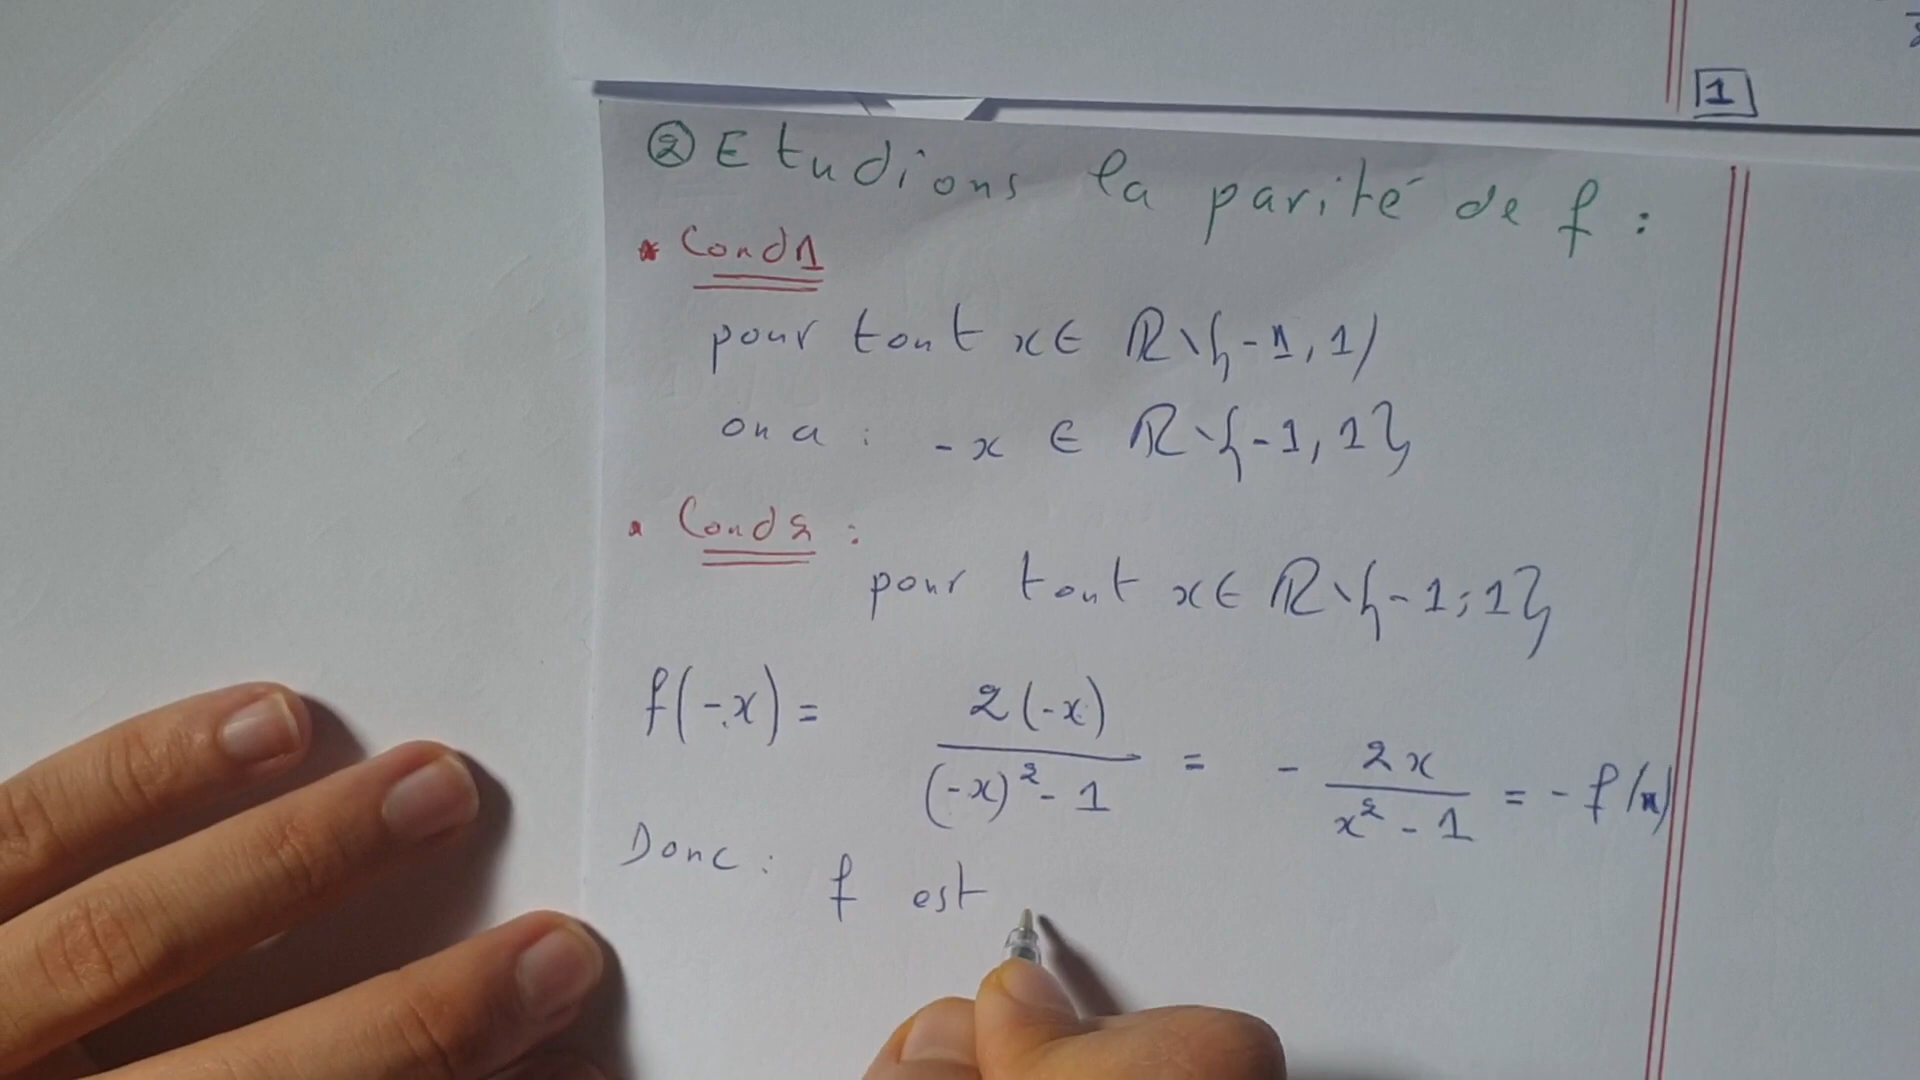 1
② Etudions la parité de f :
* Cond1
pour tout x ∈ ℝ \ {-1, 1)
on a : -x ∈ ℝ \ {-1, 1}
• Cond2 :
pour tout x ∈ ℝ \ {-1 ; 1}
f(-x) = 2(-x) / ((-x)² - 1) = - 2x / (x² - 1) = - f(x)
Donc : f est